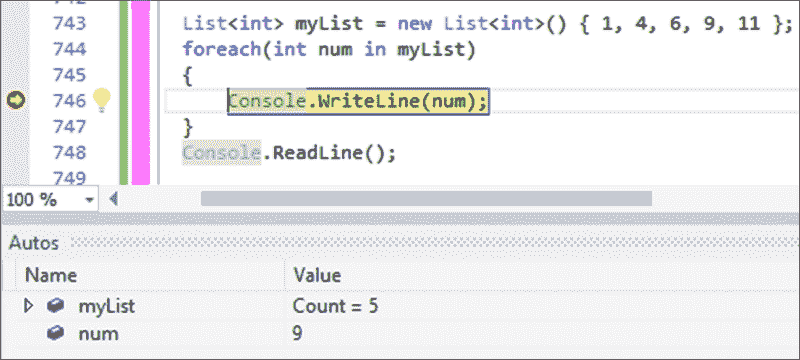 743 List<int> myList = new List<int>() { 1, 4, 6, 9, 11 };
744 foreach(int num in myList)
745 {
746 Console.WriteLine(num);
747 }
748 Console.ReadLine();
749
100 %
Autos
Name Value
myList Count = 5
num 9